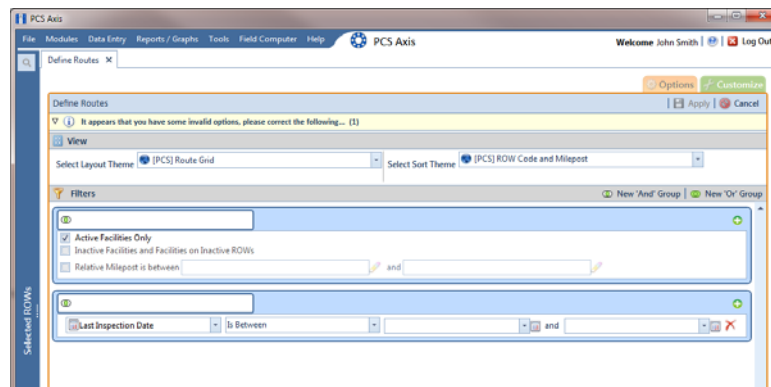 PCS Axis
File Modules Data Entry Reports / Graphs Tools Field Computer Help PCS Axis Welcome John Smith Log Out
Define Routes
Options Customize
Define Routes Apply Cancel
It appears that you have some invalid options, please correct the following... (1)
View
Select Layout Theme [PCS] Route Grid Select Sort Theme [PCS] ROW Code and Milepost
Filters New 'And' Group New 'Or' Group
Active Facilities Only
Inactive Facilities and Facilities on Inactive ROWs
Relative Milepost is between and
Selected ROWs
Last Inspection Date Is Between and